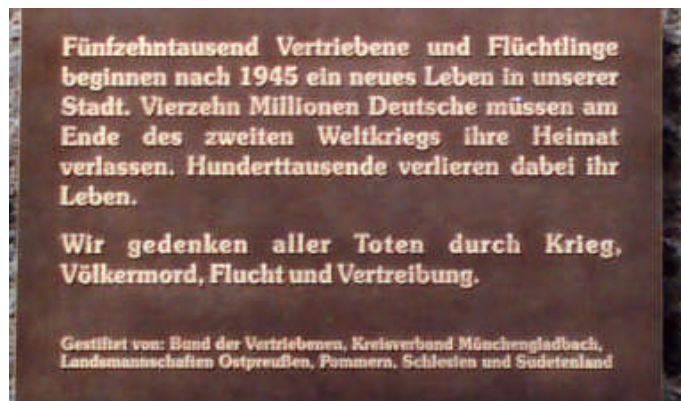 Fünfzehntausend Vertriebene und Flüchtlinge
beginnen nach 1945 ein neues Leben in unserer
Stadt. Vierzehn Millionen Deutsche müssen am
Ende des zweiten Weltkriegs ihre Heimat
verlassen. Hunderttausende verlieren dabei ihr
Leben.
Wir gedenken aller Toten durch Krieg,
Völkermord, Flucht und Vertreibung.
Gestiftet von: Bund der Vertriebenen, Kreisverband Mönchengladbach,
Landsmannschaften Ostpreußen, Pommern, Schlesien und Sudetenland